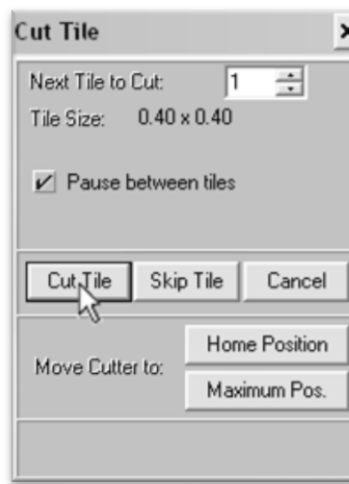 Cut Tile
Next Tile to Cut: 1
Tile Size: 0.40 x 0.40
Pause between tiles
Cut Tile Skip Tile Cancel
Home Position
Move Cutter to:
Maximum Pos.